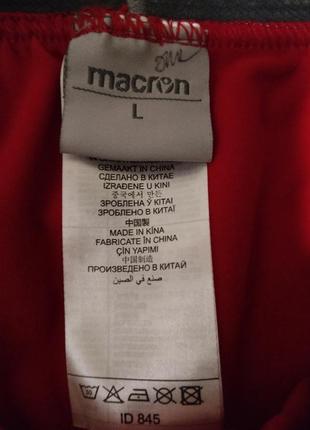 macron
L
GEMAAKT IN CHINA
СДЕЛАНО В КИТАЕ
IZRAĐENE U KINI
중국에서 만든
ЗРОБЛЕНА Ў КІТАІ
ЗРОБЛЕНО В КИТАЇ
中国製
MADE IN KÍNA
FABRICATE ÎN CHINA
ÇİN YAPIMI
中国制造
ПРОИЗВЕДЕНО В КИТАЙ
صنع في الصين
ID 845